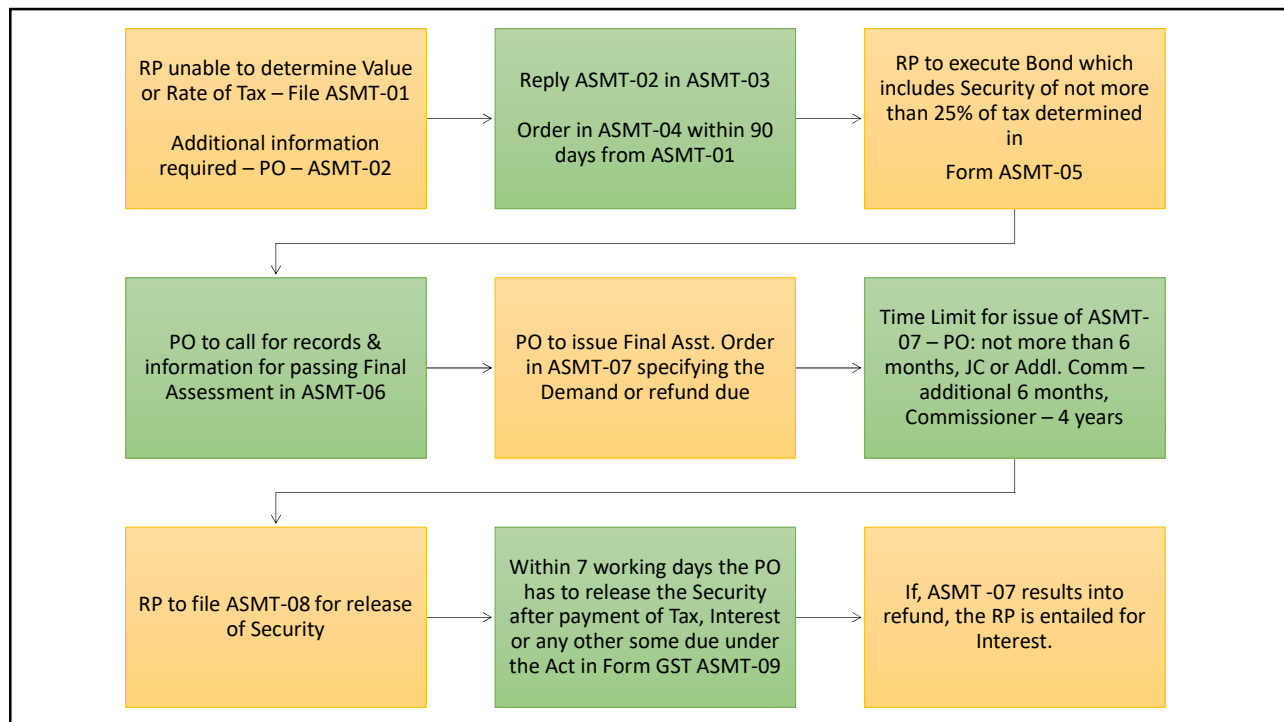 RP unable to determine Value
or Rate of Tax – File ASMT-01
Additional information
required – PO – ASMT-02
Reply ASMT-02 in ASMT-03
Order in ASMT-04 within 90
days from ASMT-01
RP to execute Bond which
includes Security of not more
than 25% of tax determined
in
Form ASMT-05
PO to call for records &
information for passing Final
Assessment in ASMT-06
PO to issue Final Asst. Order
in ASMT-07 specifying the
Demand or refund due
Time Limit for issue of ASMT-
07 – PO: not more than 6
months, JC or Addl. Comm –
additional 6 months,
Commissioner – 4 years
RP to file ASMT-08 for release
of Security
Within 7 working days the PO
has to release the Security
after payment of Tax, Interest
or any other some due under
the Act in Form GST ASMT-09
If, ASMT -07 results into
refund, the RP is entailed for
Interest.